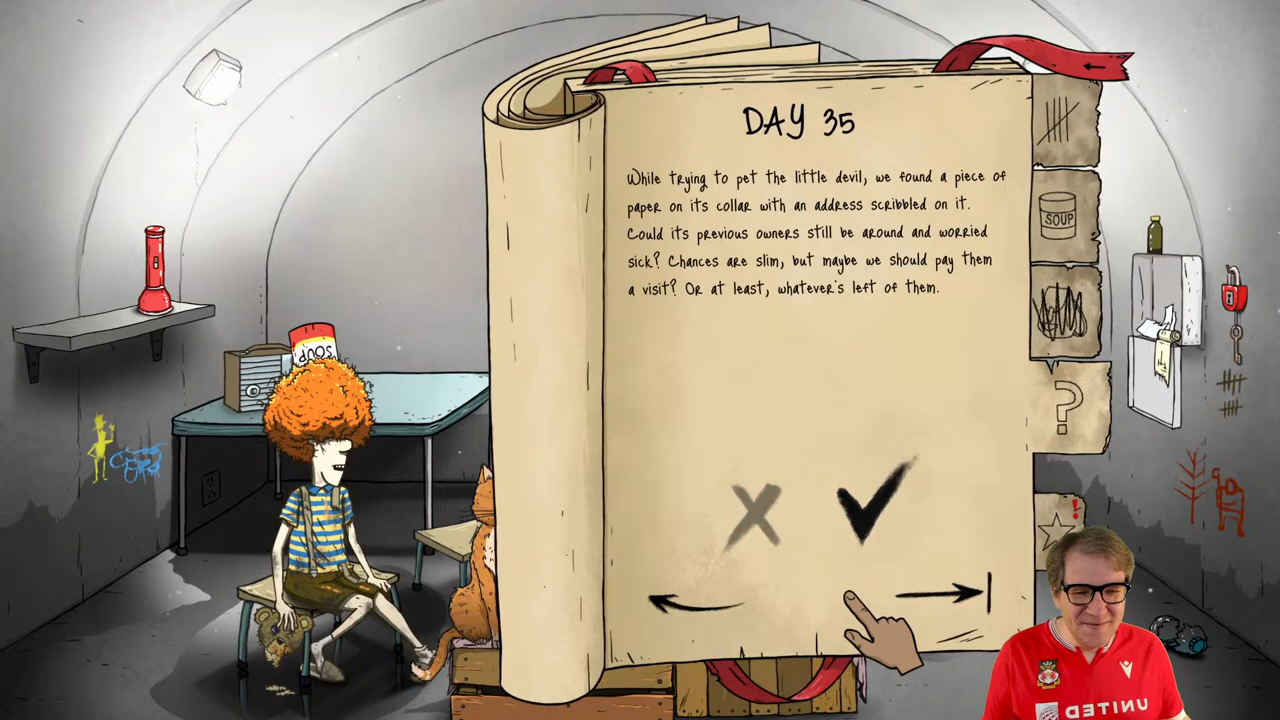 DAY 35
While trying to pet the little devil, we found a piece of
paper on its collar with an address scribbled on it.
Could its previous owners still be around and worried
sick? Chances are slim, but maybe we should pay them
a visit? Or at least, whatever's left of them.
SOUP
?
!
SOUP
UNITED